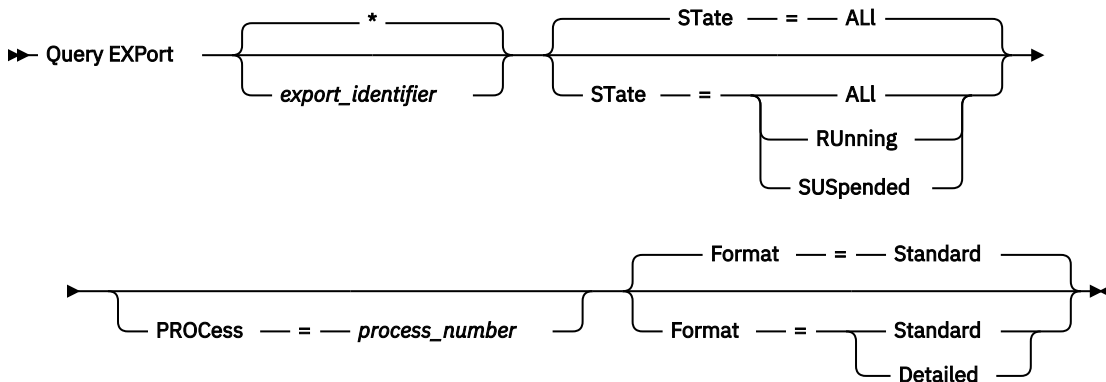 *
STate = ALl
Query EXPort
export_identifier
STate = ALl
RUnning
SUSpended
Format = Standard
PROCess = process_number
Format = Standard
Detailed